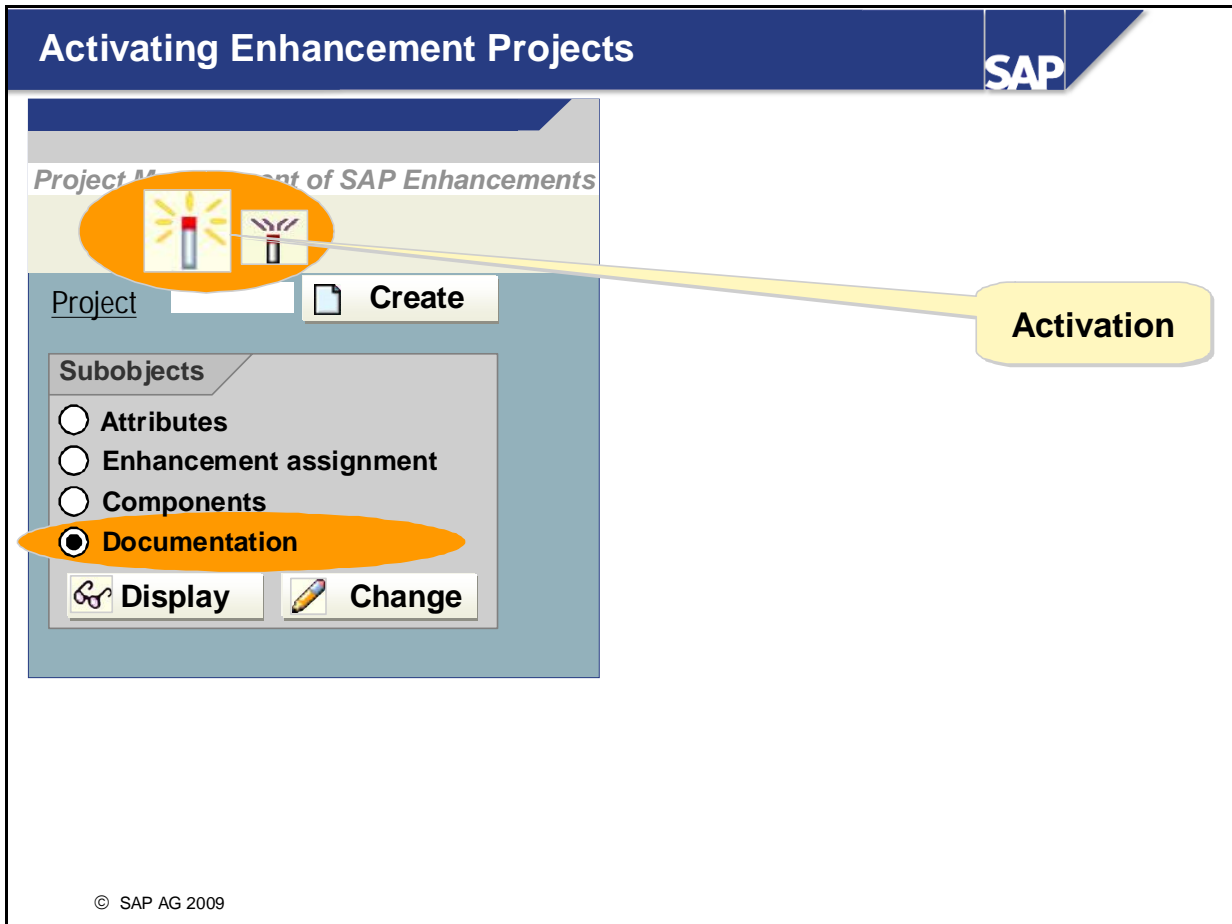 Activating Enhancement Projects
SAP
Project M nt of SAP Enhancements
Project
Create
Activation
Subobjects
Attributes
Enhancement assignment
Components
Documentation
Display
Change
© SAP AG 2009